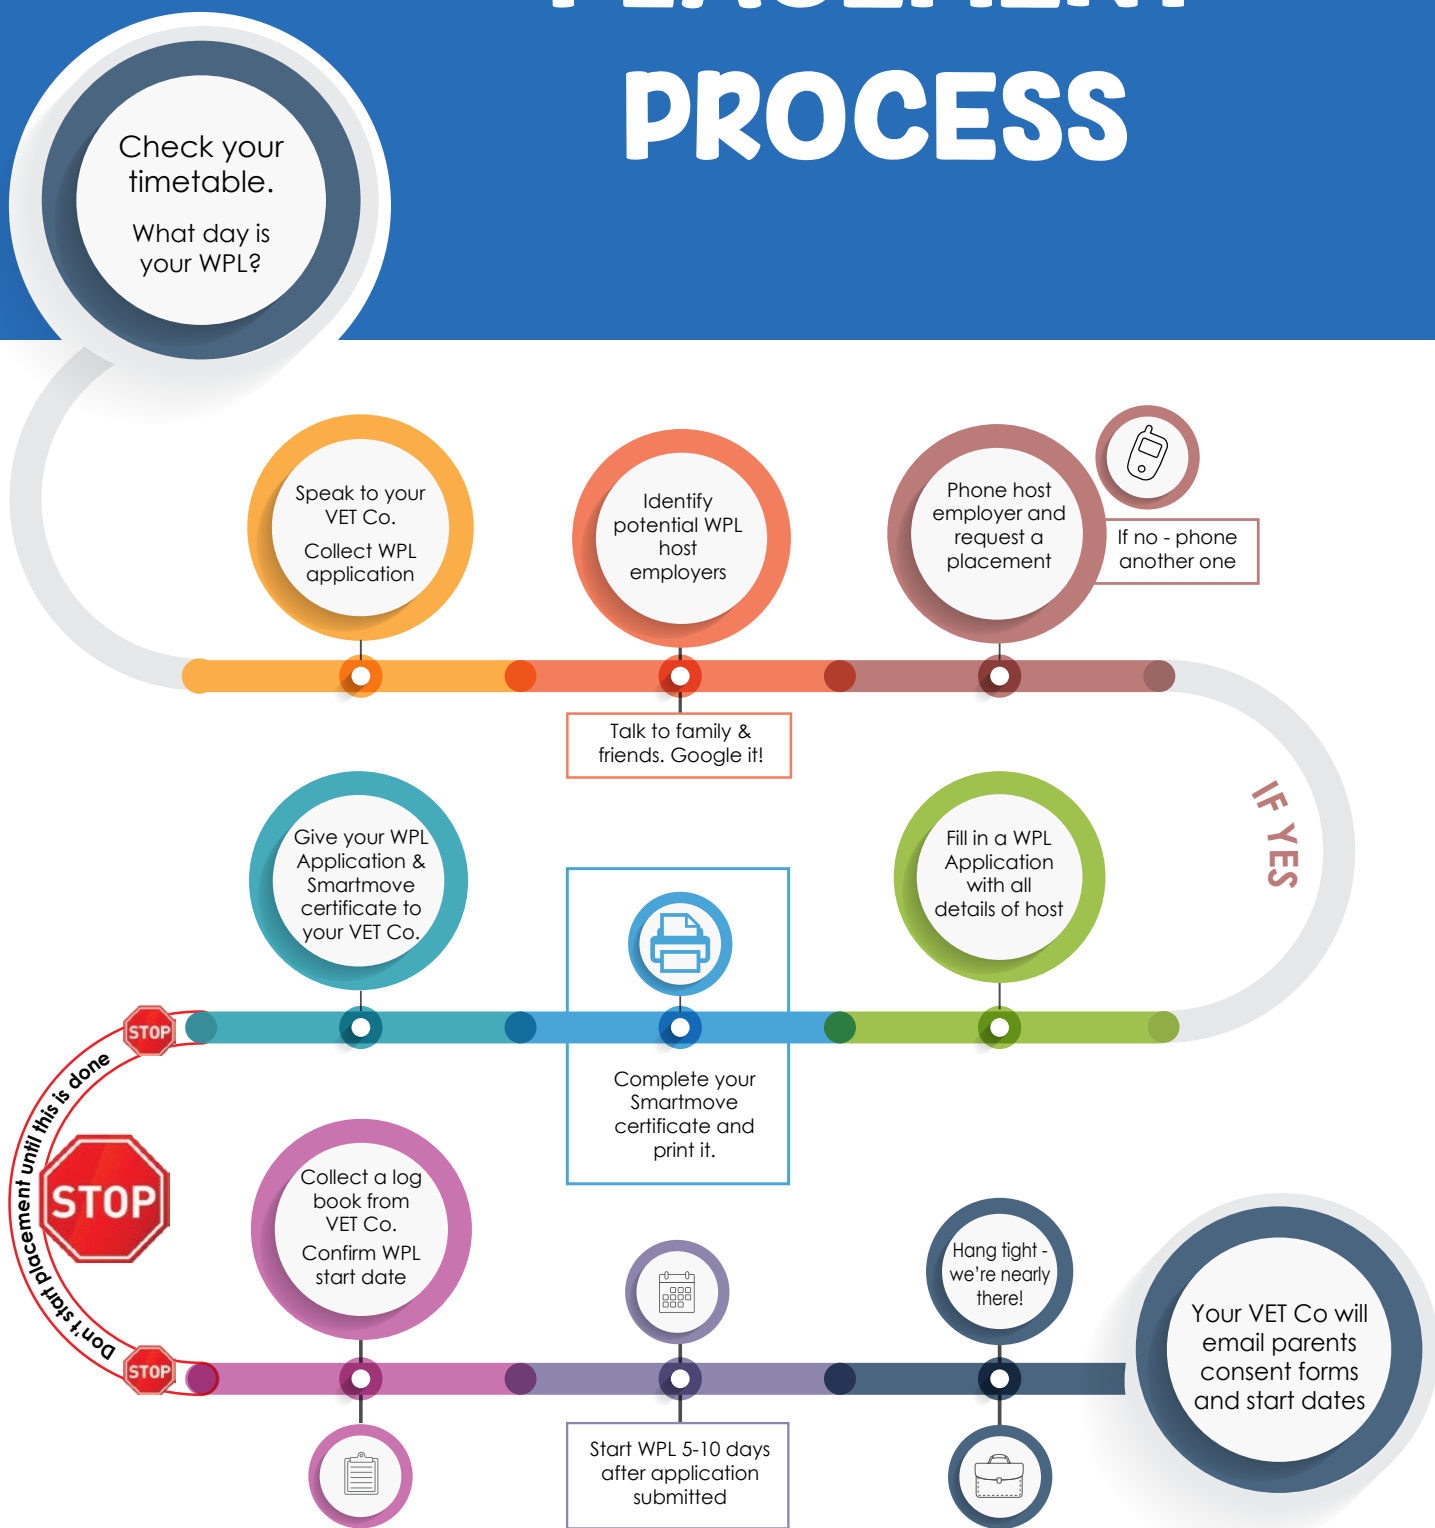 PLACEMENT
PROCESS
Check your
timetable.
What day is
your WPL?
Speak to your
VET Co.
Collect WPL
application
Identify
potential WPL
host
employers
Talk to family &
friends. Google it!
Phone host
employer and
request a
placement
If no - phone
another one
IF YES
Fill in a WPL
Application
with all
details of host
Complete your
Smartmove
certificate and
print it.
Give your WPL
Application &
Smartmove
certificate to
your VET Co.
STOP
Don't start placement until this is done
STOP
STOP
Collect a log
book from
VET Co.
Confirm WPL
start date
Start WPL 5-10 days
after application
submitted
Hang tight -
we're nearly
there!
Your VET Co will
email parents
consent forms
and start dates